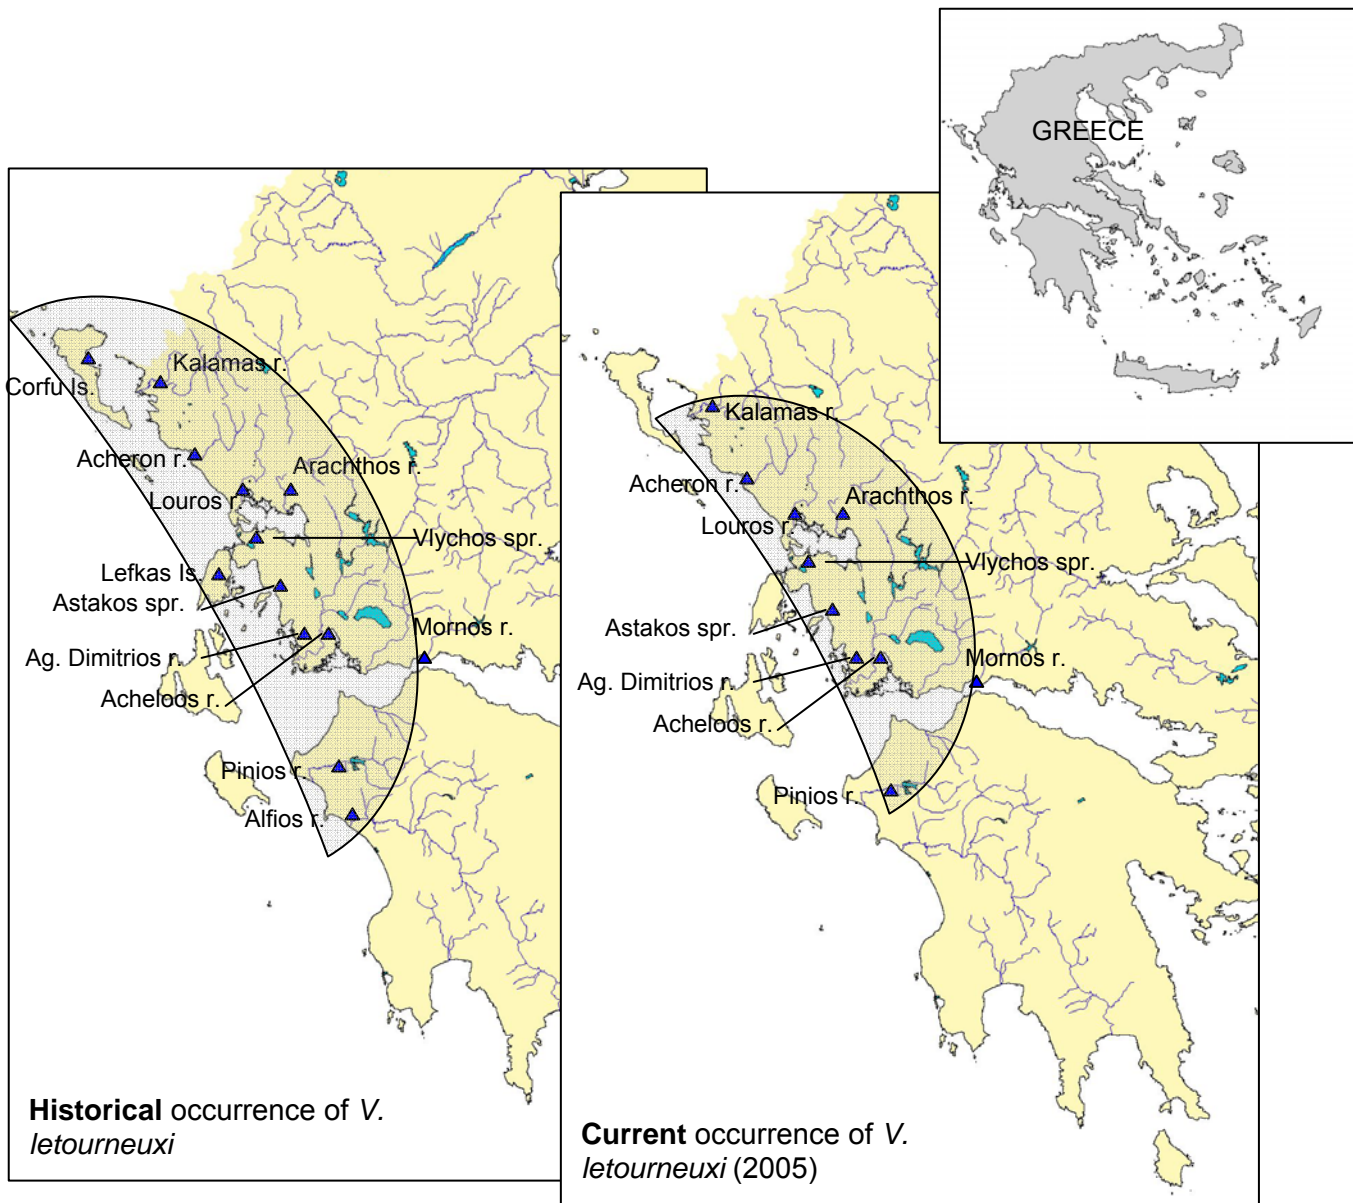 GREECE
Corfu Is.
Kalamas r.
Acheron r.
Arachthos r.
Louros r.
Vlychos spr.
Lefkas Is.
Astakos spr.
Mornos r.
Ag. Dimitrios r.
Acheloos r.
Pinios r.
Alfios r.
Historical occurrence of V.
letourneuxi
Kalamas r.
Acheron r.
Arachthos r.
Louros r.
Vlychos spr.
Astakos spr.
Mornos r.
Ag. Dimitrios r.
Acheloos r.
Pinios r.
Current occurrence of V.
letourneuxi (2005)